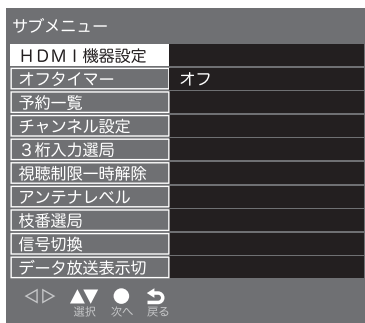 サブメニュー
HDMI機器設定
オフタイマー オフ
予約一覧
チャンネル設定
3桁入力選局
視聴制限一時解除
アンテナレベル
枝番選局
信号切換
データ放送表示切
選択 次へ 戻る